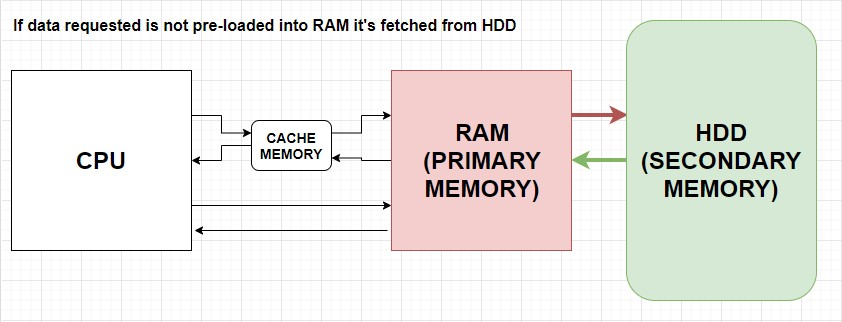 If data requested is not pre-loaded into RAM it's fetched from HDD
CPU
CACHE
MEMORY
RAM
(PRIMARY
MEMORY)
HDD
(SECONDARY
MEMORY)